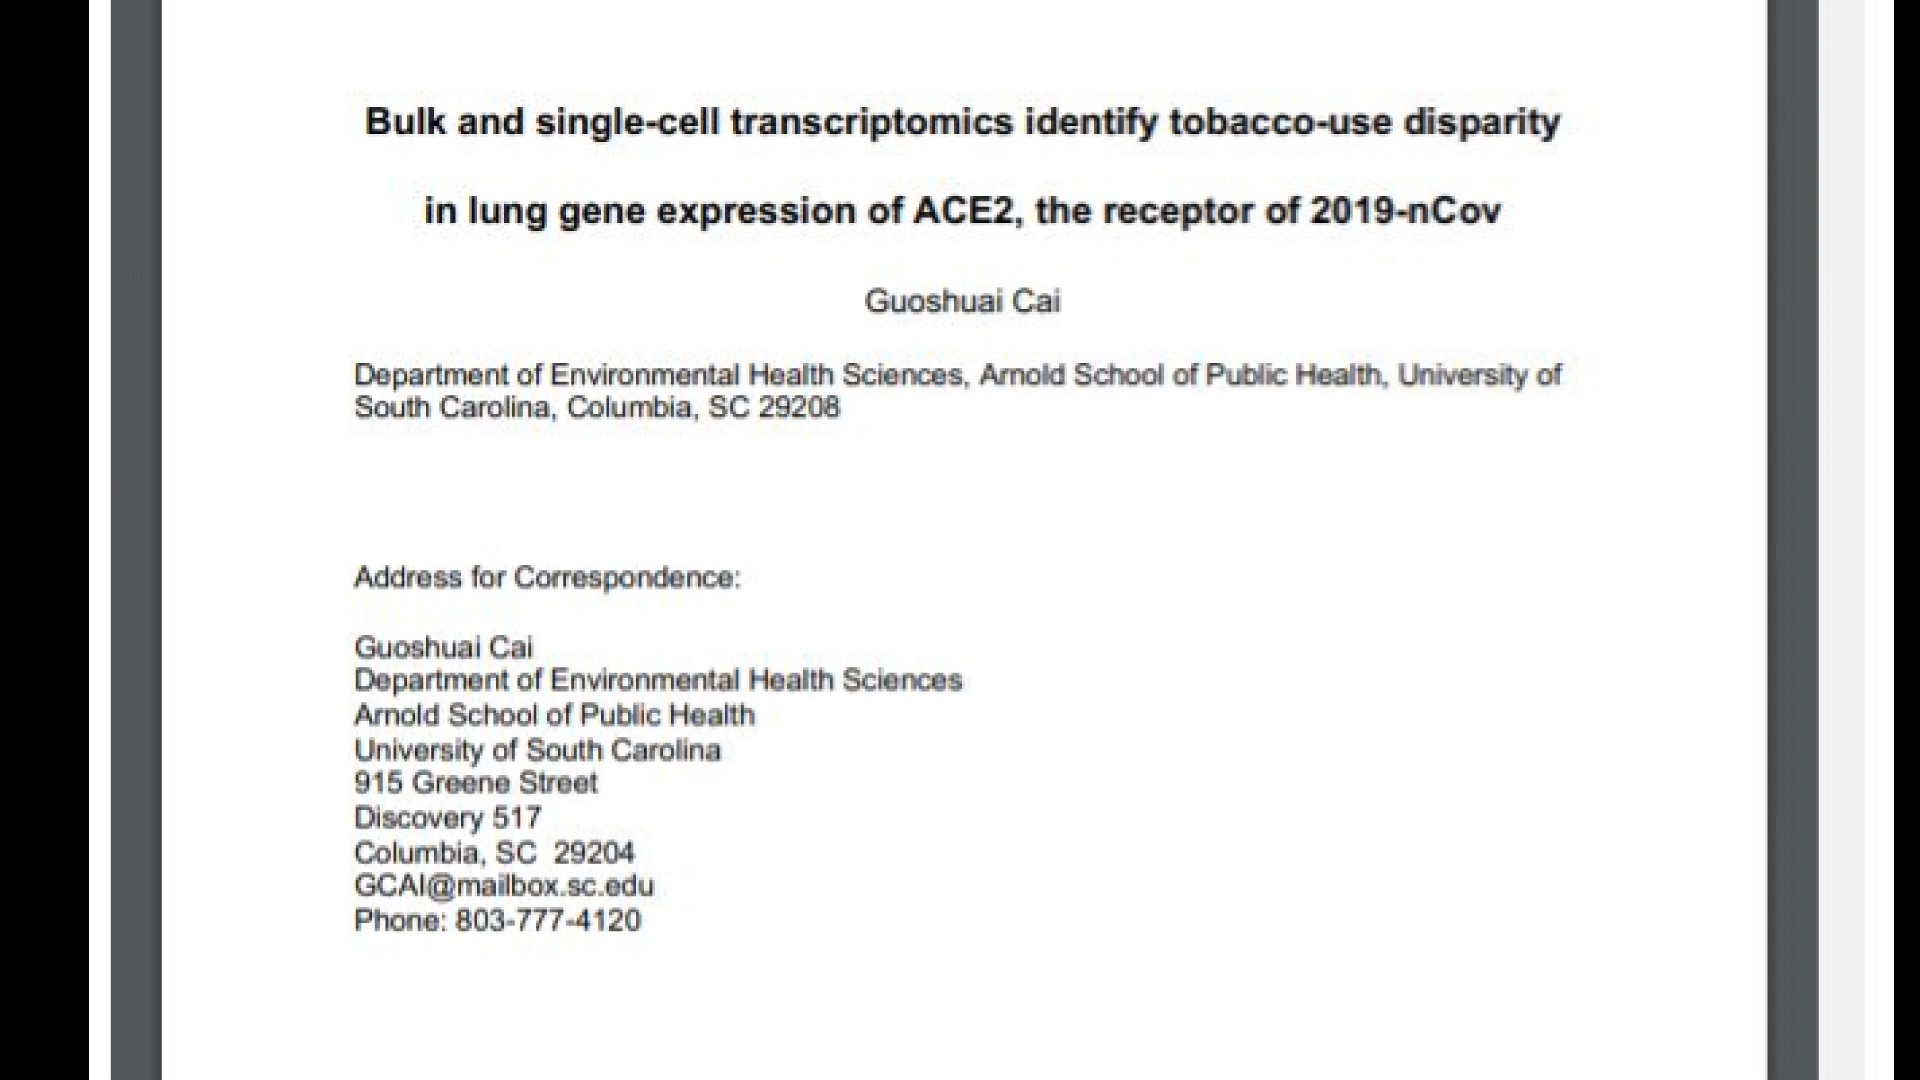 Bulk and single-cell transcriptomics identify tobacco-use disparity
in lung gene expression of ACE2, the receptor of 2019-nCov
Guoshuai Cai
Department of Environmental Health Sciences, Arnold School of Public Health, University of
South Carolina, Columbia, SC 29208
Address for Correspondence:
Guoshuai Cai
Department of Environmental Health Sciences
Arnold School of Public Health
University of South Carolina
915 Greene Street
Discovery 517
Columbia, SC  29204
GCAI@mailbox.sc.edu
Phone: 803-777-4120